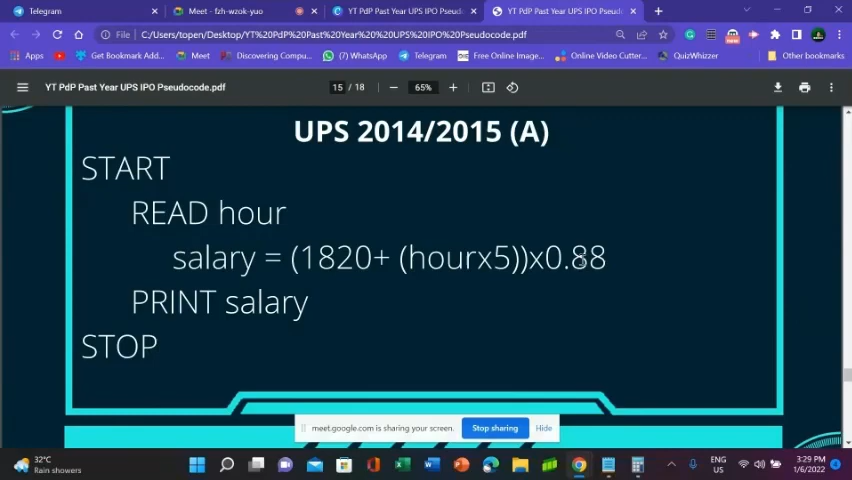 Telegram
Meet - fzh-wzok-yuo
YT PdP Past Year UPS IPO Pseudo
YT PdP Past Year UPS IPO Pseudo
File
C:/Users/topen/Desktop/YT%20PdP%20Past%20Year%20%20UPS%20IPO%20Pseudocode.pdf
Apps
Get Bookmark Add...
Meet
Discovering Compu...
(7) WhatsApp
Telegram
Free Online Image...
Online Video Cutter...
QuizWhizzer
Other bookmarks
YT PdP Past Year UPS IPO Pseudocode.pdf
15 / 18
65%
UPS 2014/2015 (A)
START
READ hour
salary = (1820+ (hourx5))x0.88
PRINT salary
STOP
meet.google.com is sharing your screen.
Stop sharing
Hide
32°C
Rain showers
ENG
US
3:29 PM
1/6/2022